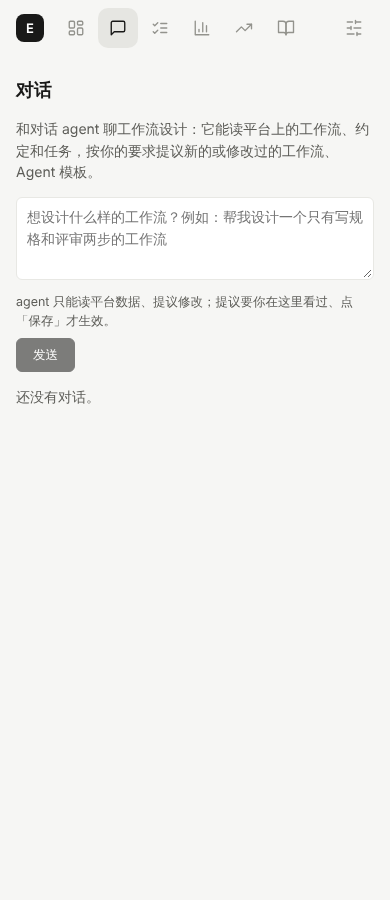 E
对话
和对话 agent 聊工作流设计：它能读平台上的工作流、约
定和任务，按你的要求提议新的或修改过的工作流、
Agent 模板。
想设计什么样的工作流？例如：帮我设计一个只有写规
格和评审两步的工作流
agent 只能读平台数据、提议修改；提议要你在这里看过、点
「保存」才生效。
发送
还没有对话。